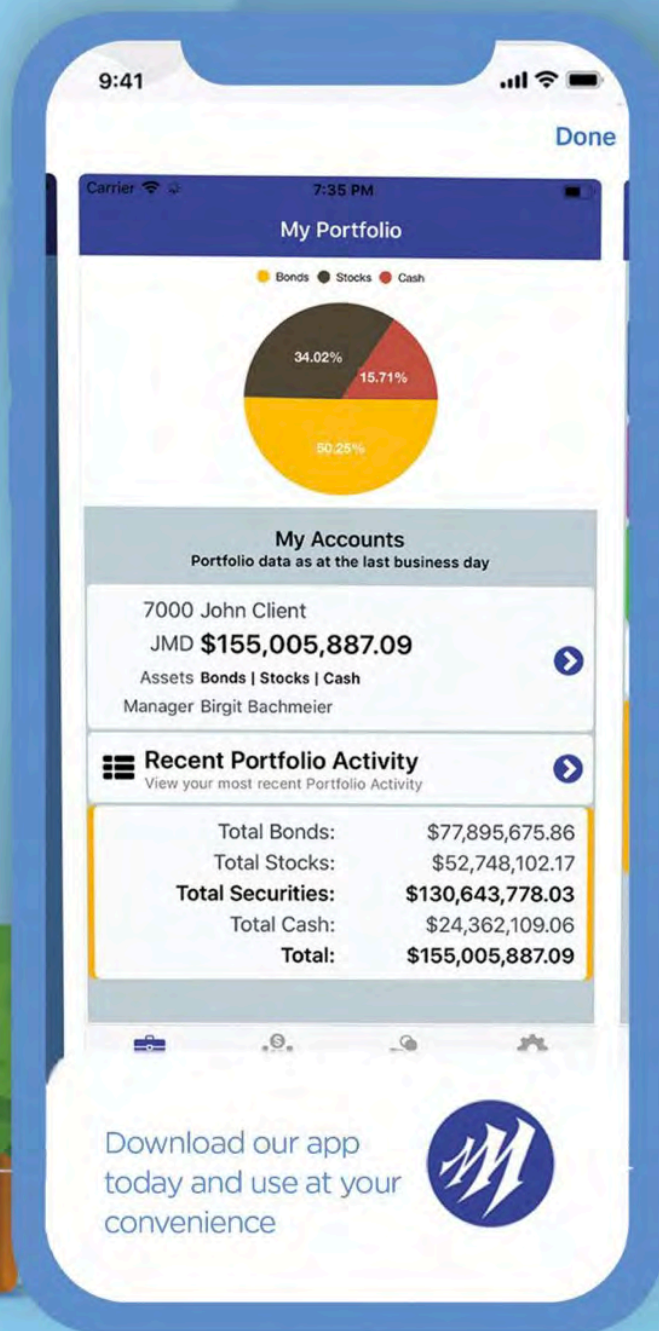 9:41
Done
Carrier 7:35 PM
My Portfolio
Bonds Stocks Cash
34.02%
15.71%
50.25%
My Accounts
Portfolio data as at the last business day
7000 John Client
JMD $155,005,887.09
Assets Bonds | Stocks | Cash
Manager Birgit Bachmeier
Recent Portfolio Activity
View your most recent Portfolio Activity
Total Bonds: $77,895,675.86
Total Stocks: $52,748,102.17
Total Securities: $130,643,778.03
Total Cash: $24,362,109.06
Total: $155,005,887.09
Download our app
today and use at your
convenience